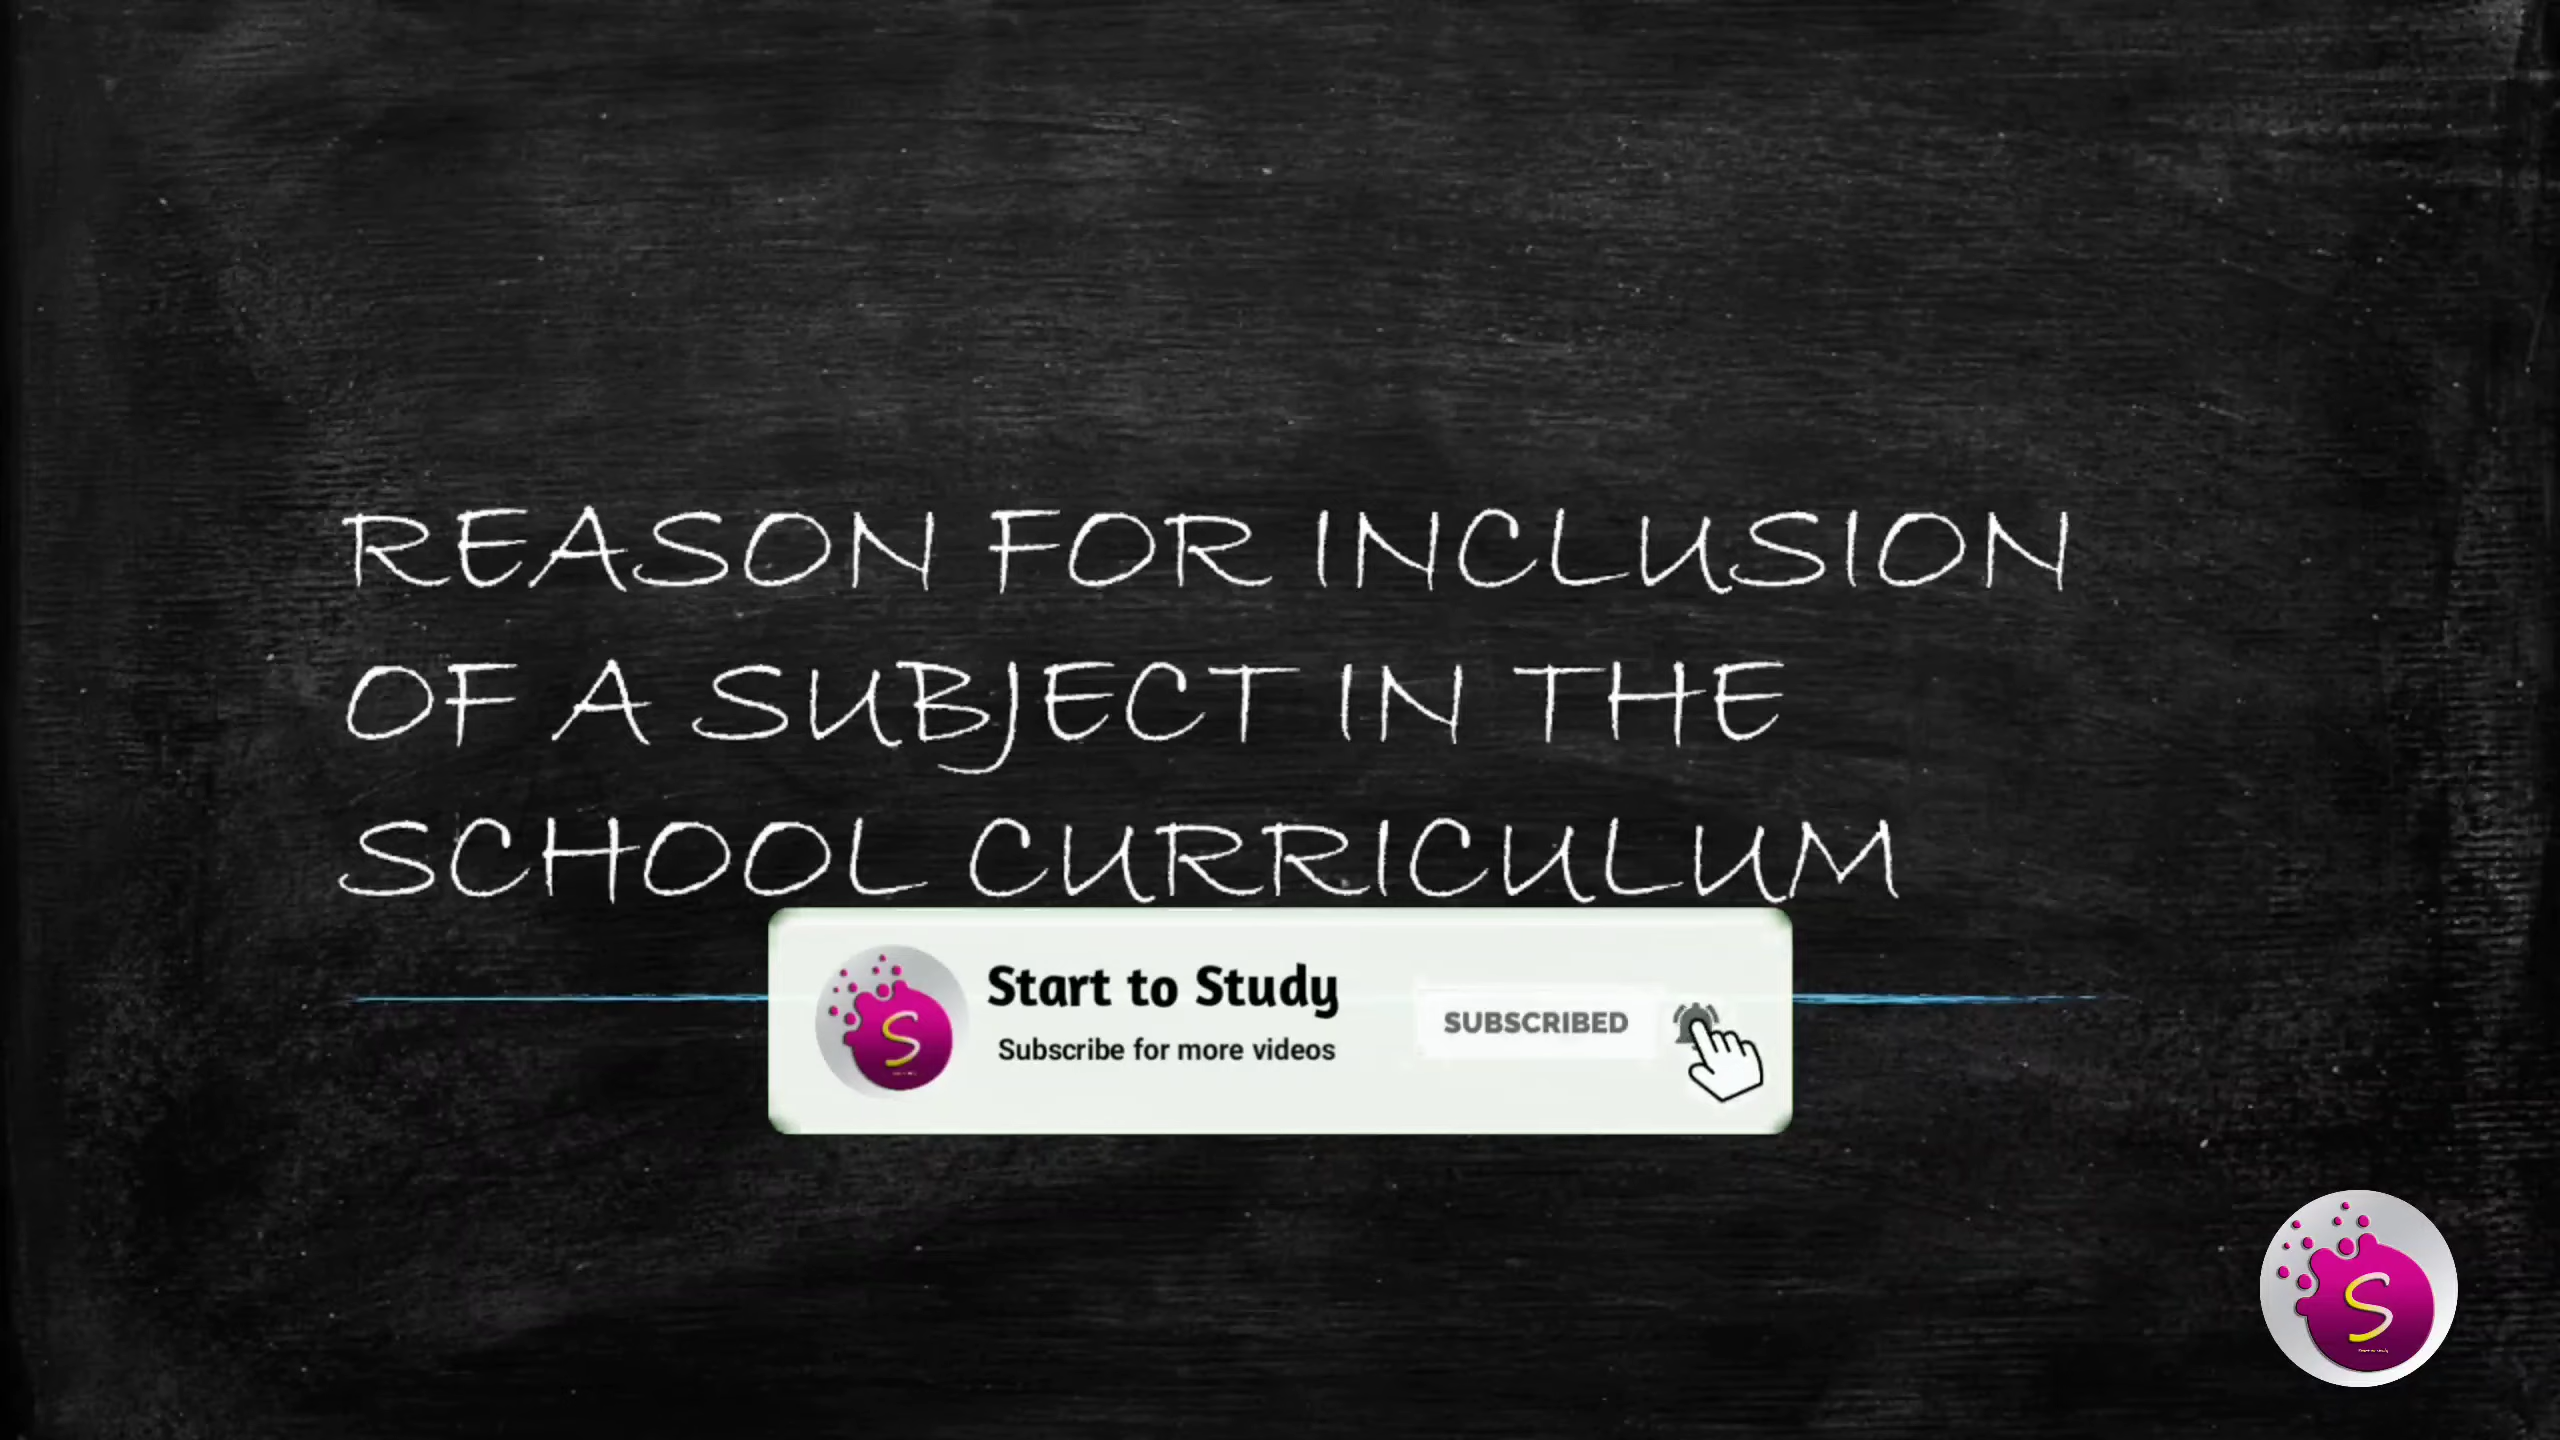 REASON FOR INCLUSION
OF A SUBJECT IN THE
SCHOOL CURRICULUM
Start to Study
Subscribe for more videos
SUBSCRIBED
S
S